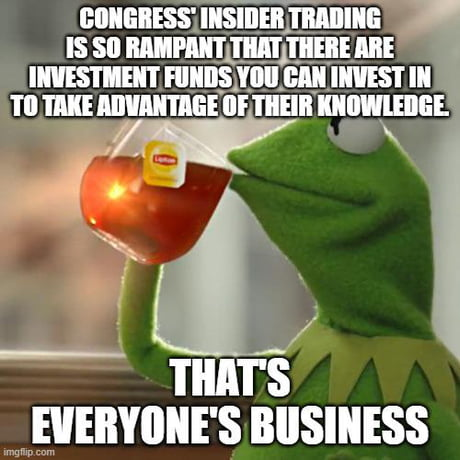 CONGRESS' INSIDER TRADING
IS SO RAMPANT THAT THERE ARE
INVESTMENT FUNDS YOU CAN INVEST IN
TO TAKE ADVANTAGE OF THEIR KNOWLEDGE.
Lipton
THAT'S
EVERYONE'S BUSINESS
imgflip.com